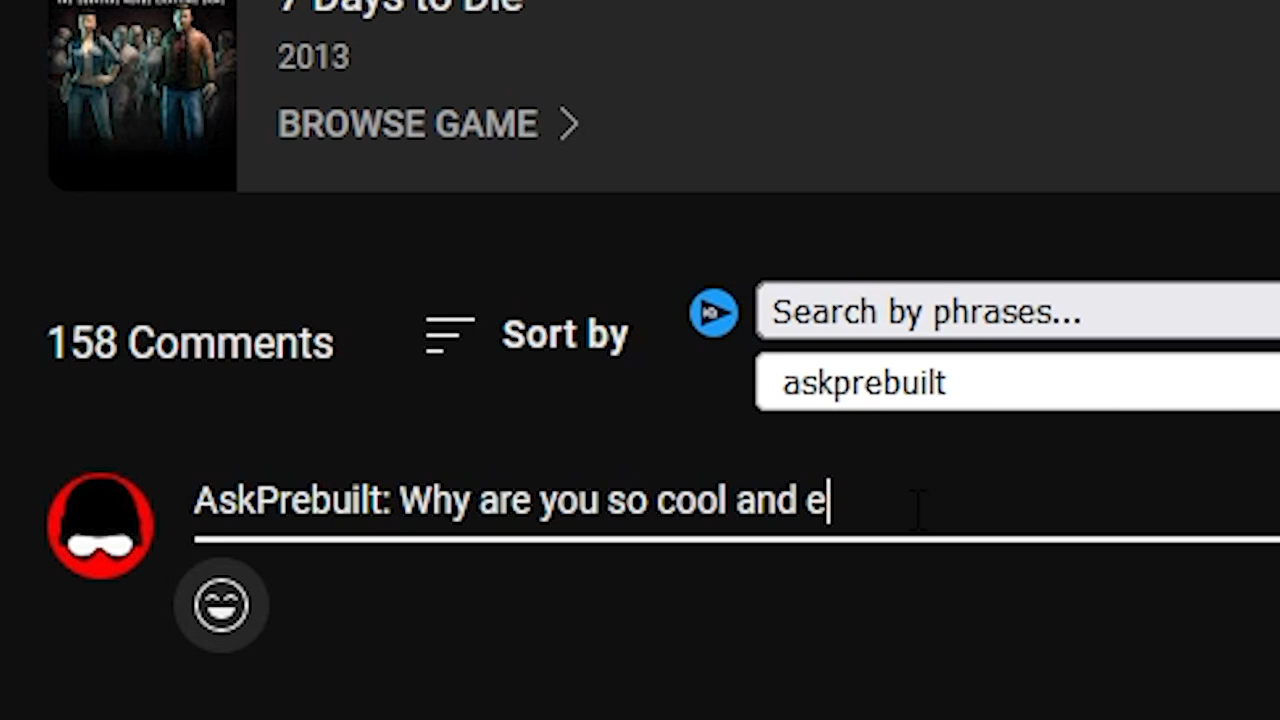 7 Days to Die
2013
BROWSE GAME
158 Comments
Sort by
Search by phrases...
askprebuilt
AskPrebuilt: Why are you so cool and e